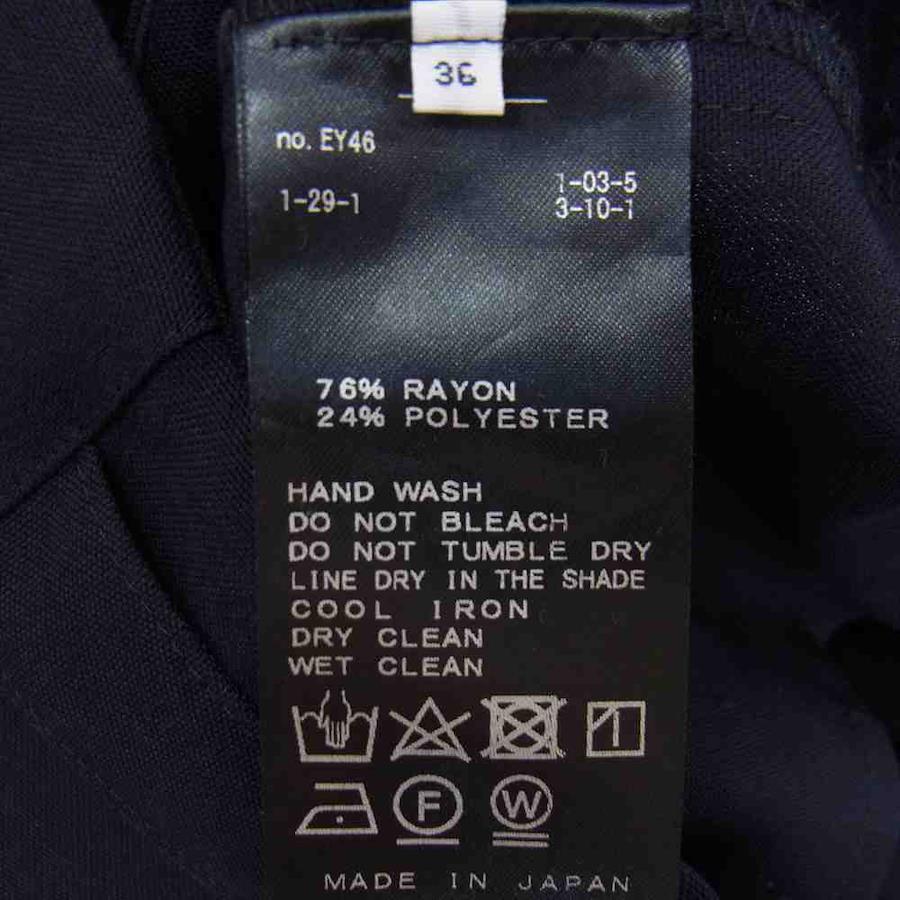 36
no. EY46
1-29-1 1-03-5
3-10-1
76% RAYON
24% POLYESTER
HAND WASH
DO NOT BLEACH
DO NOT TUMBLE DRY
LINE DRY IN THE SHADE
COOL IRON
DRY CLEAN
WET CLEAN
F W
MADE IN JAPAN